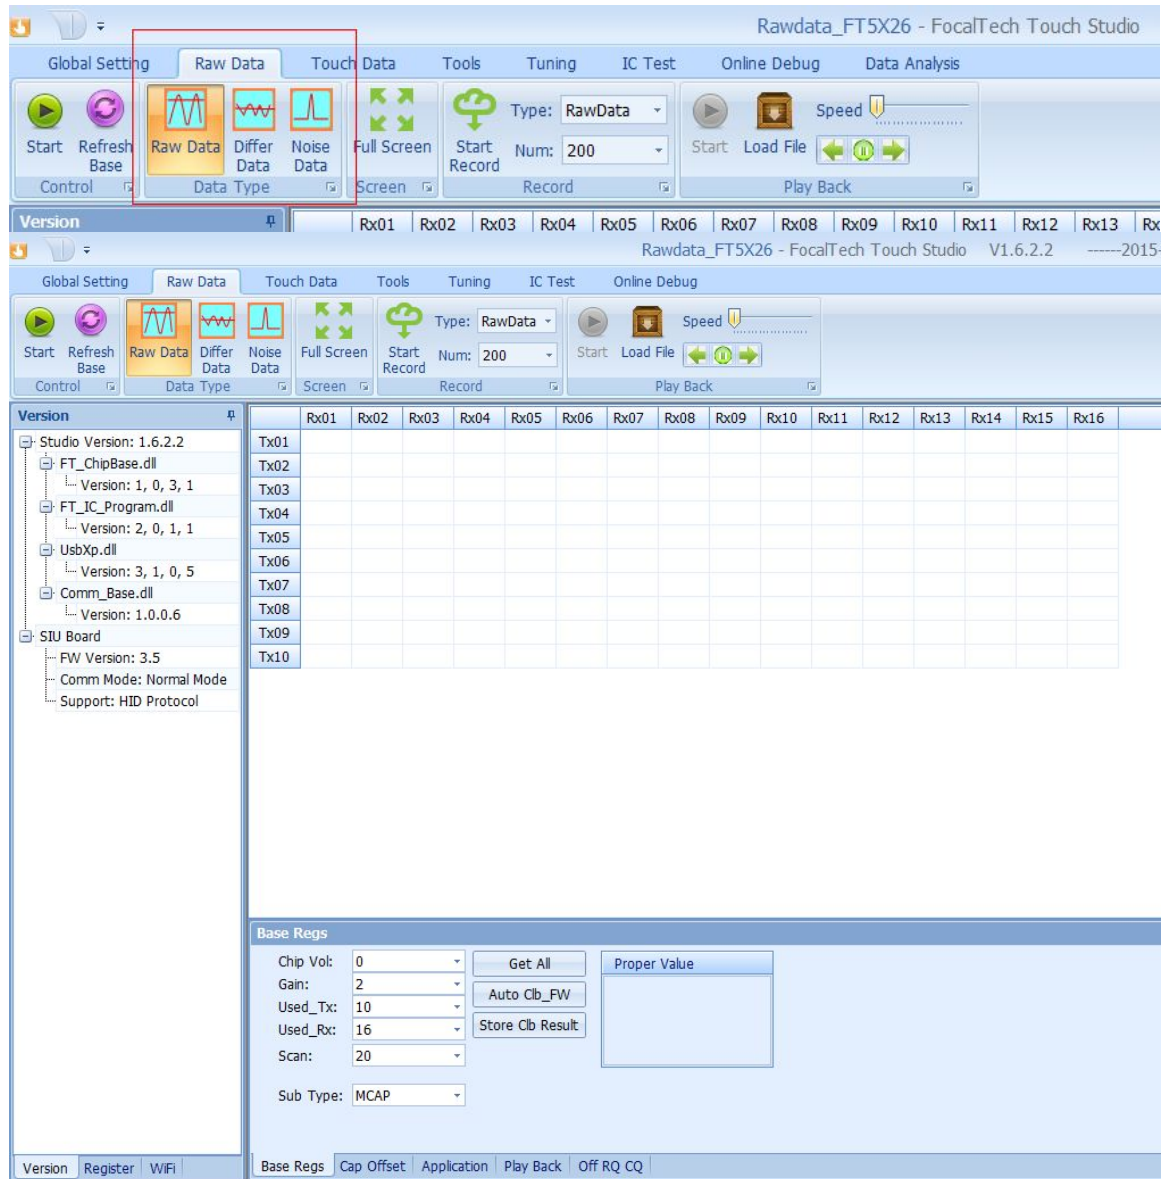 Rawdata_FT5X26 - FocalTech Touch Studio
Global Setting Raw Data Touch Data Tools Tuning IC Test Online Debug Data Analysis
Type: RawData Speed
Start Refresh Base Raw Data Differ Data Noise Data Full Screen Start Record Num: 200 Start Load File
Control Data Type Screen Record Play Back
Version Rx01 Rx02 Rx03 Rx04 Rx05 Rx06 Rx07 Rx08 Rx09 Rx10 Rx11 Rx12 Rx13 Rx
Rawdata_FT5X26 - FocalTech Touch Studio V1.6.2.2 ------2015-
Global Setting Raw Data Touch Data Tools Tuning IC Test Online Debug
Type: RawData Speed
Start Refresh Base Raw Data Differ Data Noise Data Full Screen Start Record Num: 200 Start Load File
Control Data Type Screen Record Play Back
Version Rx01 Rx02 Rx03 Rx04 Rx05 Rx06 Rx07 Rx08 Rx09 Rx10 Rx11 Rx12 Rx13 Rx14 Rx15 Rx16
Studio Version: 1.6.2.2
FT_ChipBase.dll
Version: 1, 0, 3, 1
FT_IC_Program.dll
Version: 2, 0, 1, 1
UsbXp.dll
Version: 3, 1, 0, 5
Comm_Base.dll
Version: 1.0.0.6
SIU Board
FW Version: 3.5
Comm Mode: Normal Mode
Support: HID Protocol
Tx01
Tx02
Tx03
Tx04
Tx05
Tx06
Tx07
Tx08
Tx09
Tx10
Base Regs
Chip Vol: 0 Get All Proper Value
Gain: 2 Auto Clb_FW
Used_Tx: 10
Used_Rx: 16 Store Clb Result
Scan: 20
Sub Type: MCAP
Version Register WiFi Base Regs Cap Offset Application Play Back Off RQ CQ